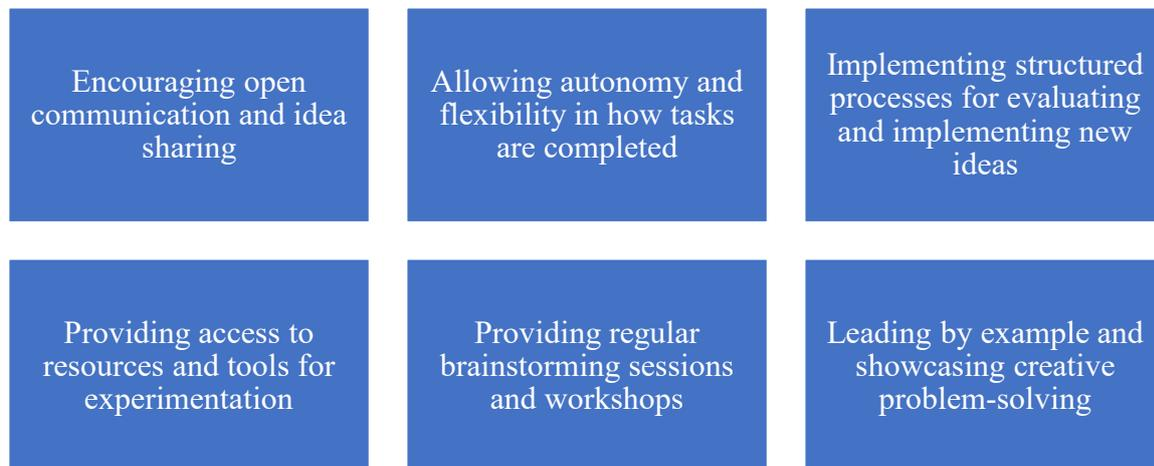 Encouraging open
communication and idea
sharing
Allowing autonomy and
flexibility in how tasks
are completed
Implementing structured
processes for evaluating
and implementing new
ideas
Providing access to
resources and tools for
experimentation
Providing regular
brainstorming sessions
and workshops
Leading by example and
showcasing creative
problem-solving